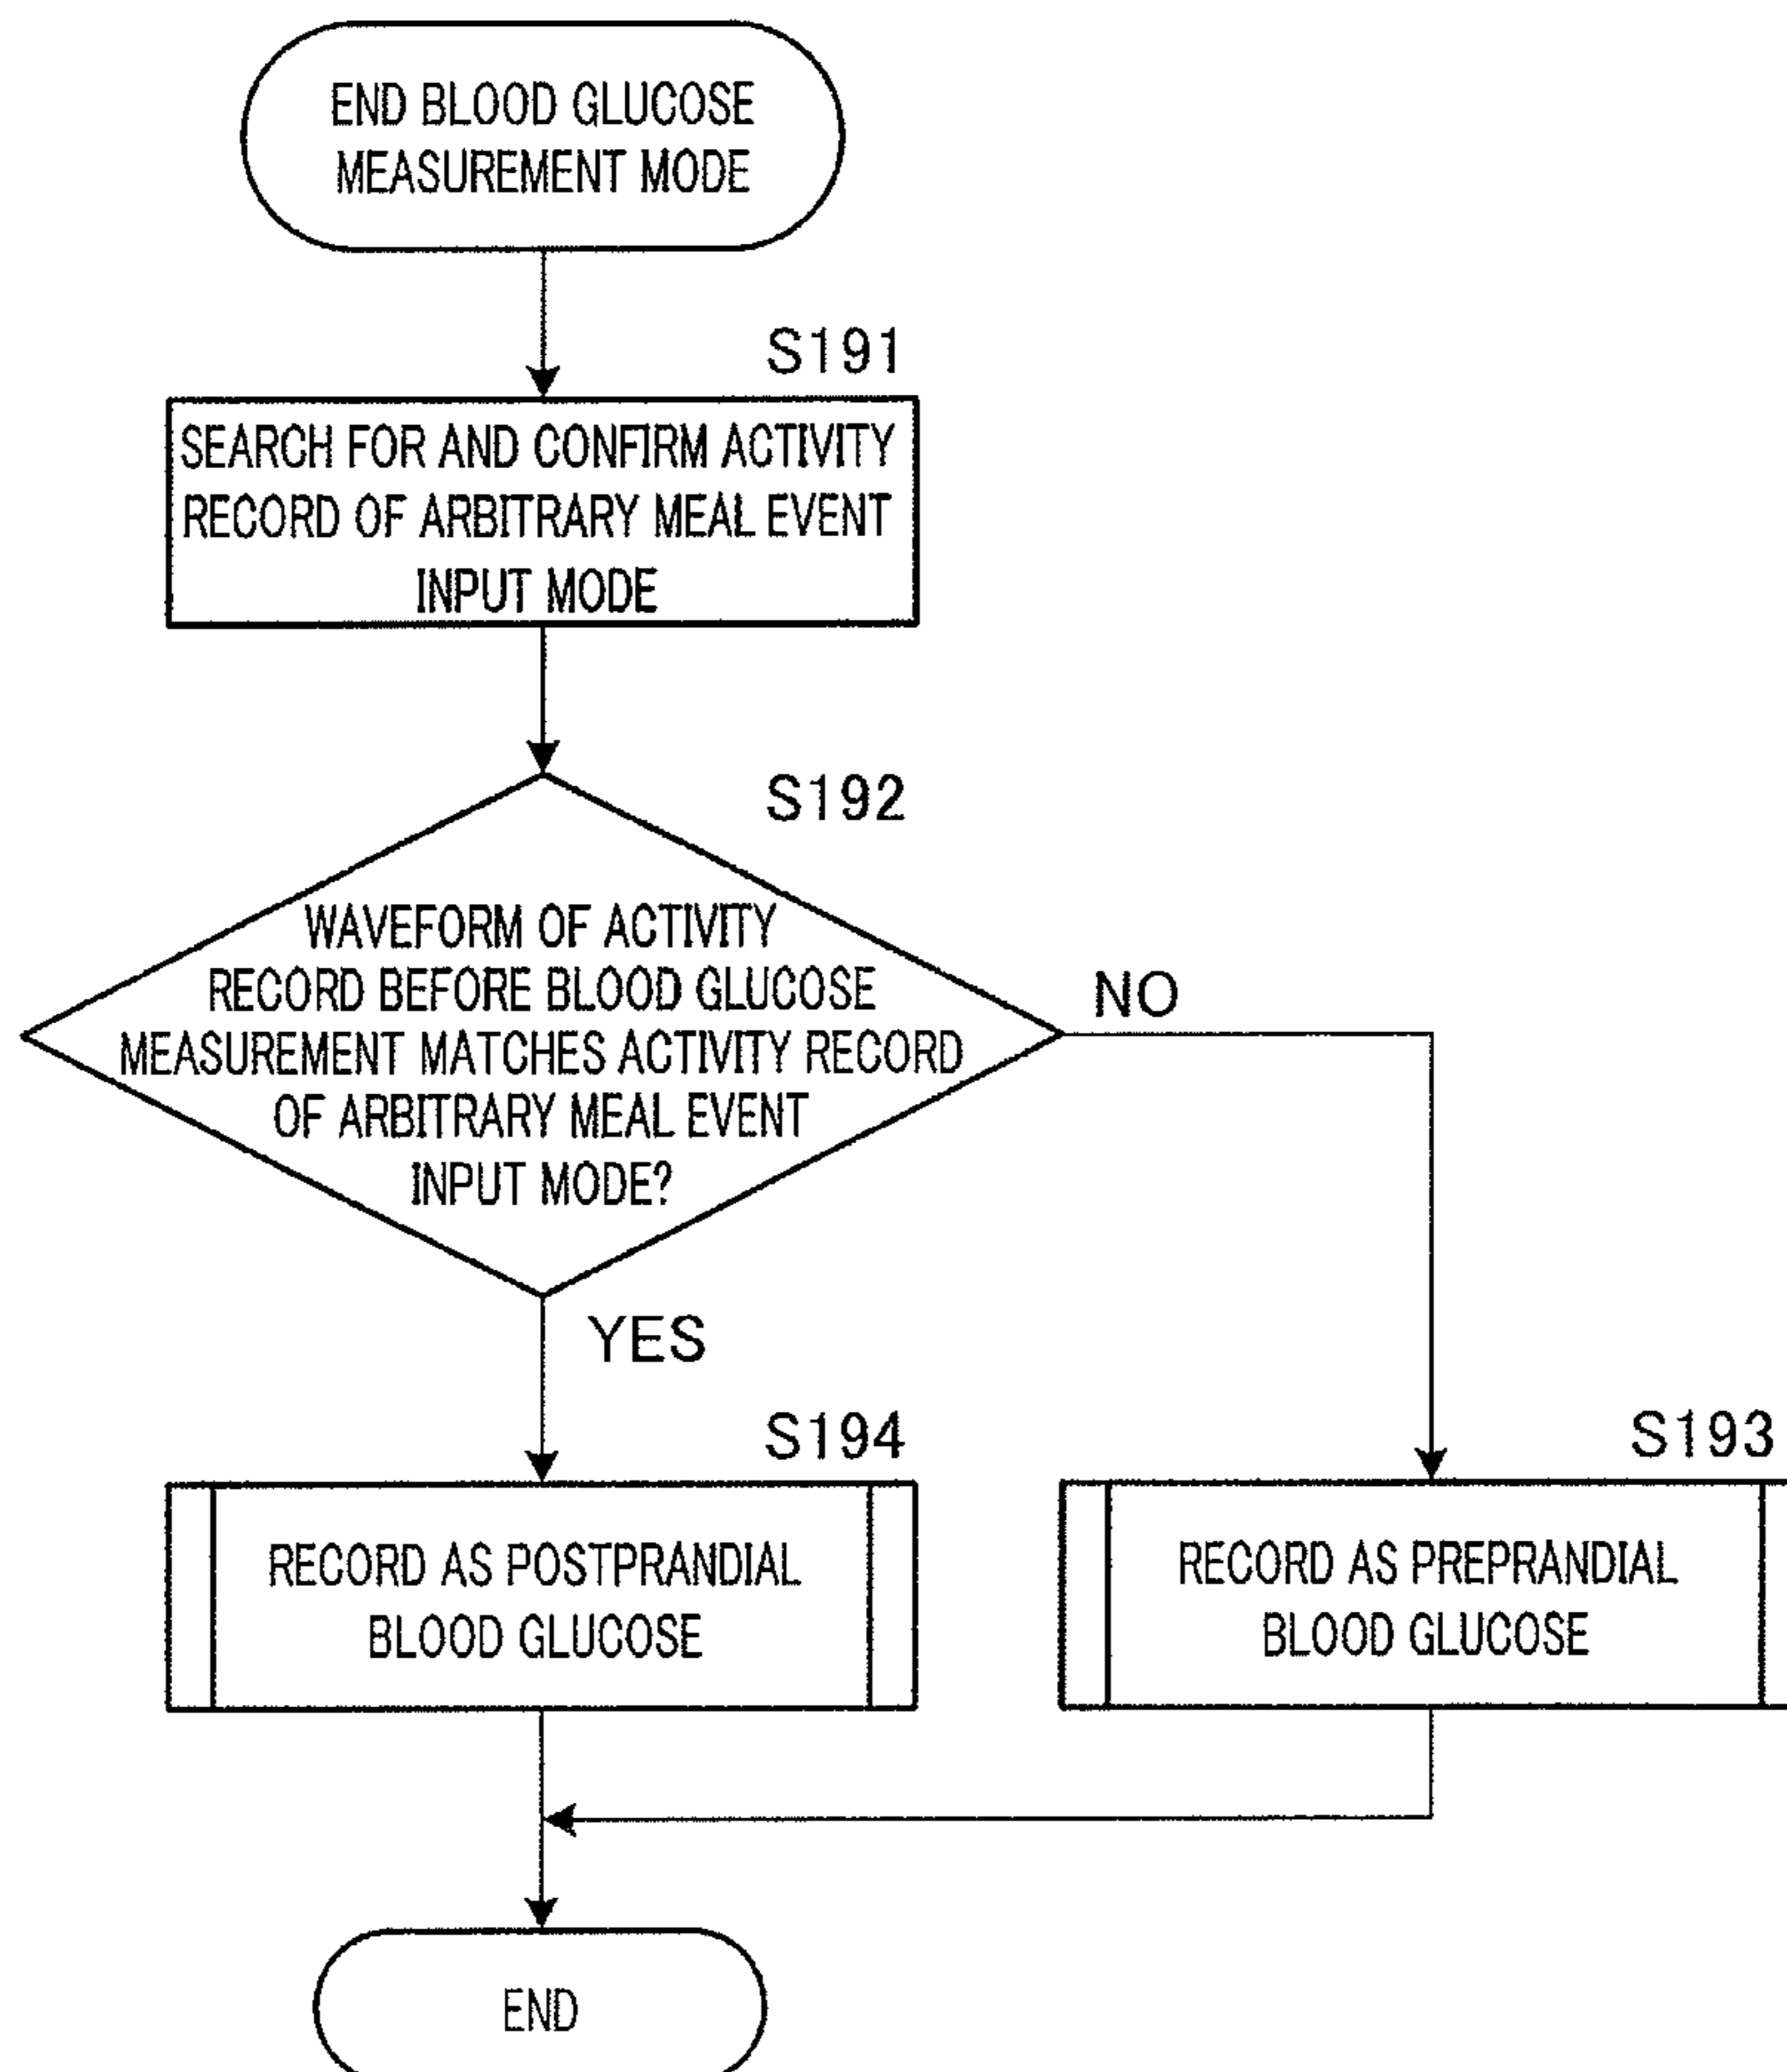 END BLOOD GLUCOSE
MEASUREMENT MODE
S191
SEARCH FOR AND CONFIRM ACTIVITY
RECORD OF ARBITRARY MEAL EVENT
INPUT MODE
S192
WAVEFORM OF ACTIVITY
RECORD BEFORE BLOOD GLUCOSE
MEASUREMENT MATCHES ACTIVITY RECORD
OF ARBITRARY MEAL EVENT
INPUT MODE?
NO
YES
S194
RECORD AS POSTPRANDIAL
BLOOD GLUCOSE
S193
RECORD AS PREPRANDIAL
BLOOD GLUCOSE
END